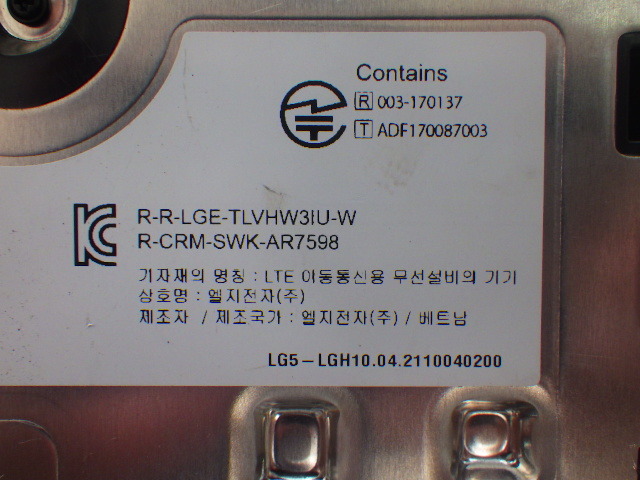 Contains
R 003-170137
T ADF170087003
R-R-LGE-TLVHW3IU-W
R-CRM-SWK-AR7598
기자재의 명칭 : LTE 이동통신용 무선설비의 기기
상호명 : 엘지전자(주)
제조자 / 제조국가 : 엘지전자(주) / 베트남
LG5-LGH10.04.2110040200